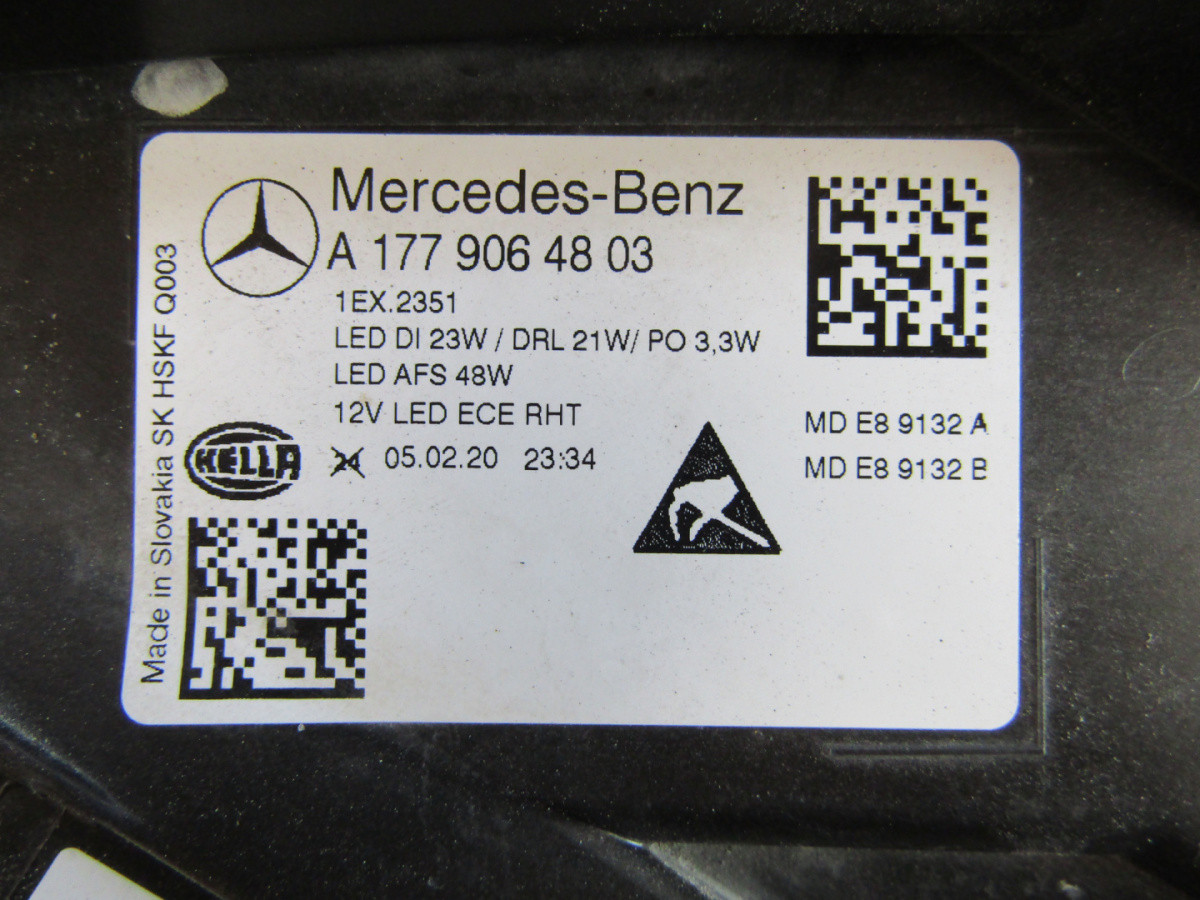 Mercedes-Benz
A 177 906 48 03
1EX.2351
LED DI 23W / DRL 21W/ PO 3,3W
LED AFS 48W
12V LED ECE RHT
05.02.20 23:34
HELLA
MD E8 9132 A
MD E8 9132 B
Made in Slovakia SK HSKF Q003